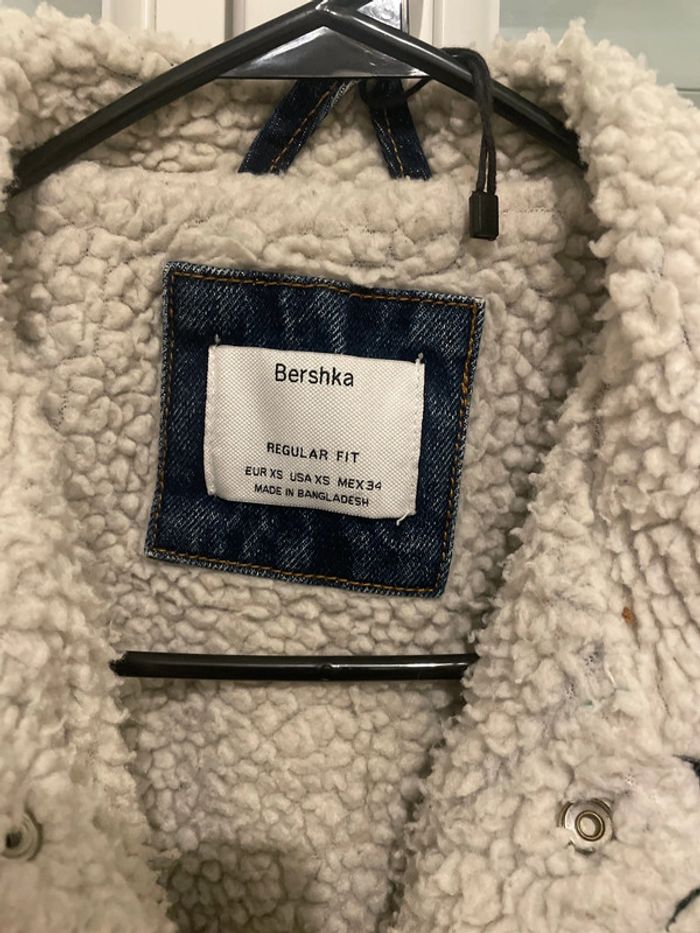 Bershka
REGULAR FIT
EUR XS USA XS MEX 34
MADE IN BANGLADESH